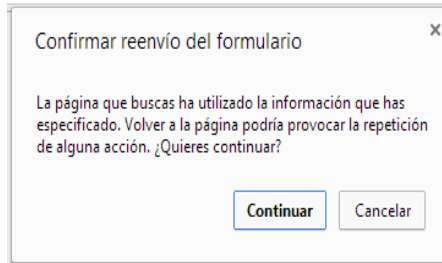 Confirmar reenvío del formulario
La página que buscas ha utilizado la información que has
especificado. Volver a la página podría provocar la repetición
de alguna acción. ¿Quieres continuar?
Continuar Cancelar